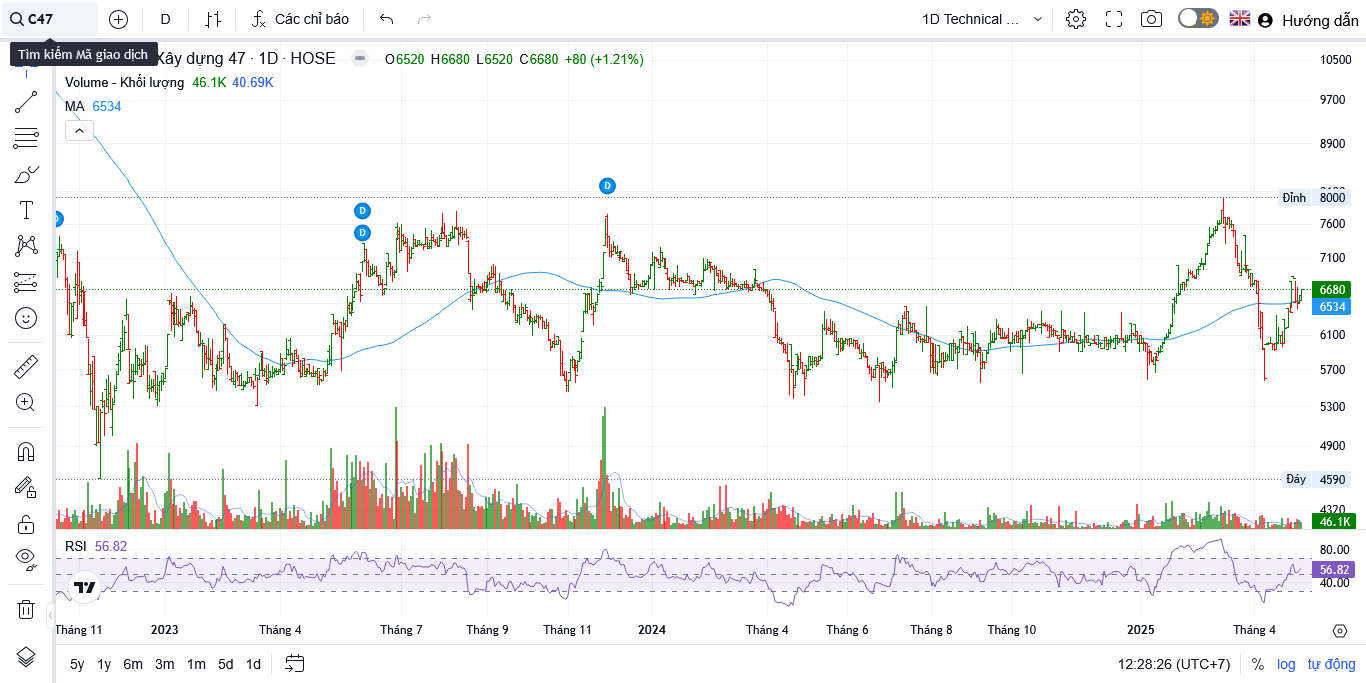 C47
D
Các chỉ báo
1D Technical ...
Hướng dẫn
Tìm kiếm Mã giao dịch
Xây dựng 47 · 1D · HOSE
O6520 H6680 L6520 C6680 +80 (+1.21%)
Volume - Khối lượng 46.1K 40.69K
MA 6534
10500
9700
8900
D
D
D
Đỉnh 8000
7600
7100
6680
6534
6100
5700
5300
4900
Đáy 4590
4320
46.1K
RSI 56.82
80.00
56.82
40.00
Tháng 11 2023 Tháng 4 Tháng 7 Tháng 9 Tháng 11 2024 Tháng 4 Tháng 6 Tháng 8 Tháng 10 2025 Tháng 4
5y 1y 6m 3m 1m 5d 1d
12:28:26 (UTC+7) % log tự động